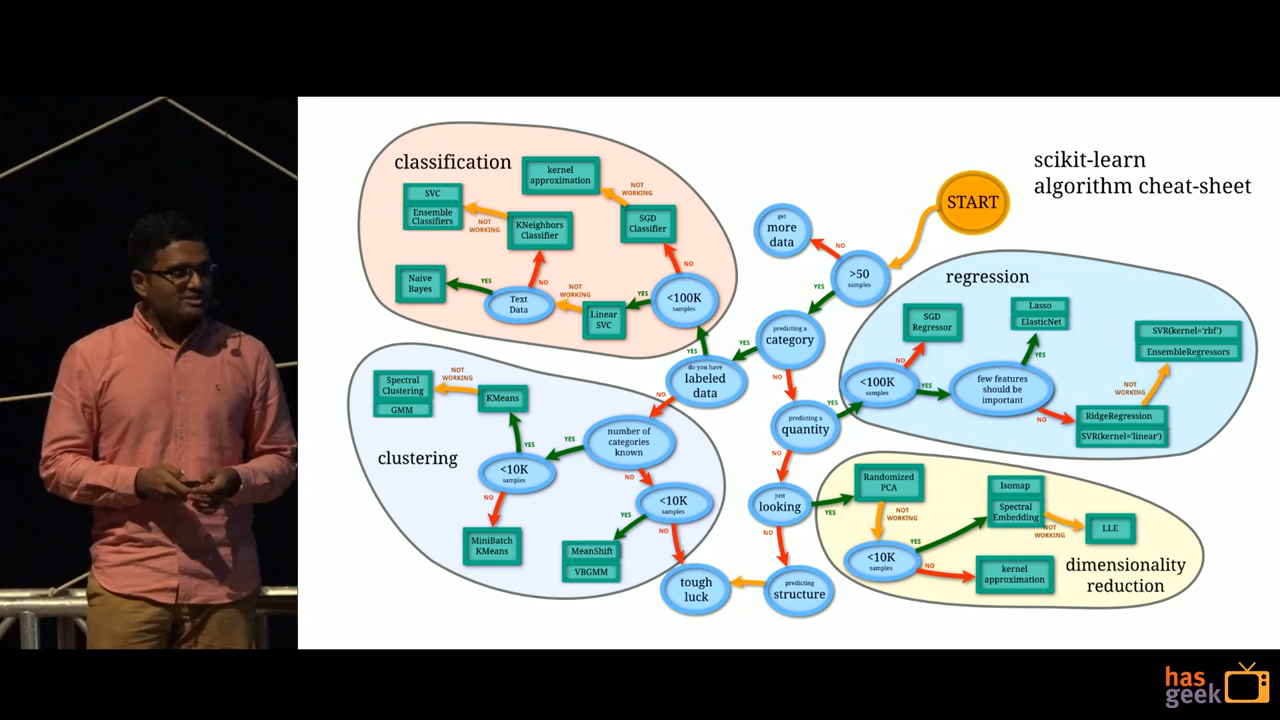 scikit-learn
algorithm cheat-sheet
START
classification
kernel
approximation
NOT
WORKING
SVC
Ensemble
Classifiers
NOT
WORKING
KNeighbors
Classifier
SGD
Classifier
NO
YES
Naive
Bayes
YES
Text
Data
NO
NOT
WORKING
Linear
SVC
YES
<100K
samples
get
more
data
NO
>50
samples
YES
predicting a
category
YES
NO
do you have
labeled
data
YES
NO
predicting a
quantity
YES
NO
just
looking
YES
NO
predicting
structure
tough
luck
regression
SGD
Regressor
Lasso
ElasticNet
YES
SVR(kernel='rbf')
EnsembleRegressors
NOT
WORKING
<100K
samples
NO
YES
few features
should be
important
NO
RidgeRegression
SVR(kernel='linear')
clustering
Spectral
Clustering
GMM
NOT
WORKING
KMeans
YES
<10K
samples
NO
MiniBatch
KMeans
number of
categories
known
YES
NO
<10K
samples
YES
NO
MeanShift
VBGMM
Randomized
PCA
NOT
WORKING
<10K
samples
YES
NO
Isomap
Spectral
Embedding
NOT
WORKING
LLE
kernel
approximation
dimensionality
reduction
has
geek